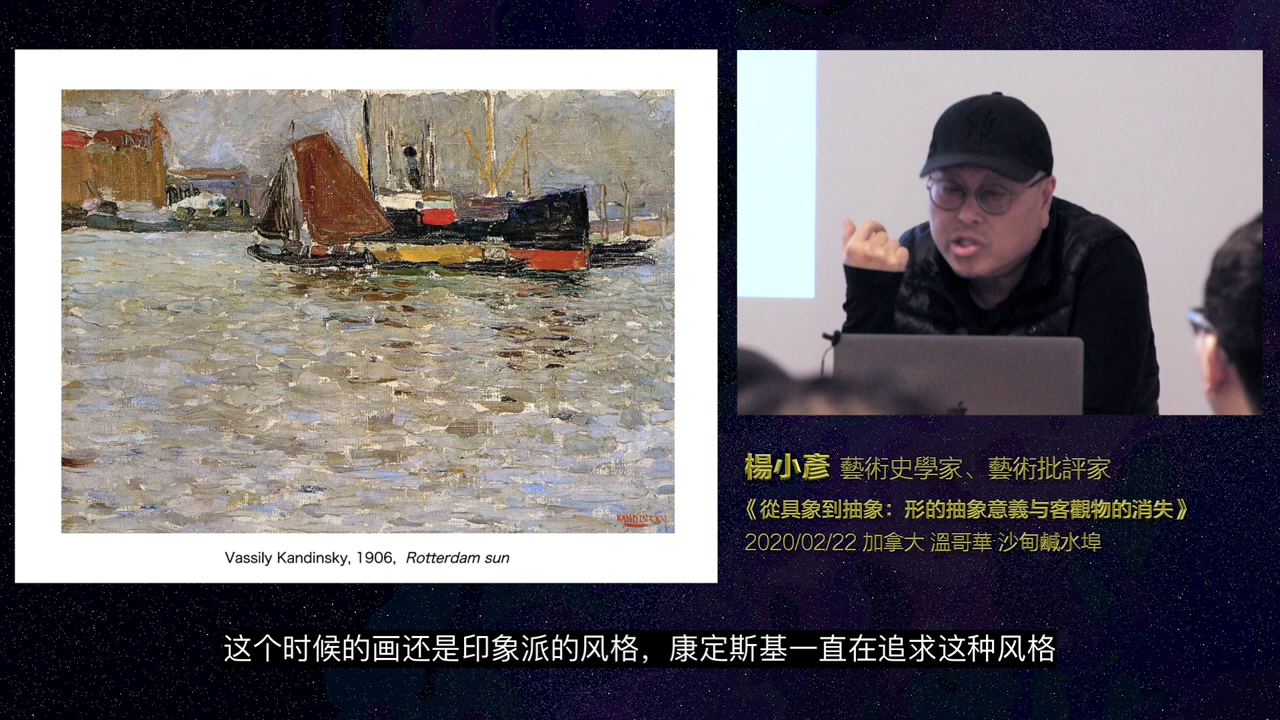 KANDINSKY
Vassily Kandinsky, 1906, Rotterdam sun
楊小彥 藝術史學家、藝術批評家
《從具象到抽象：形的抽象意義与客觀物的消失》
2020/02/22 加拿大 溫哥華 沙甸鹹水埠
这个时候的画还是印象派的风格，康定斯基一直在追求这种风格